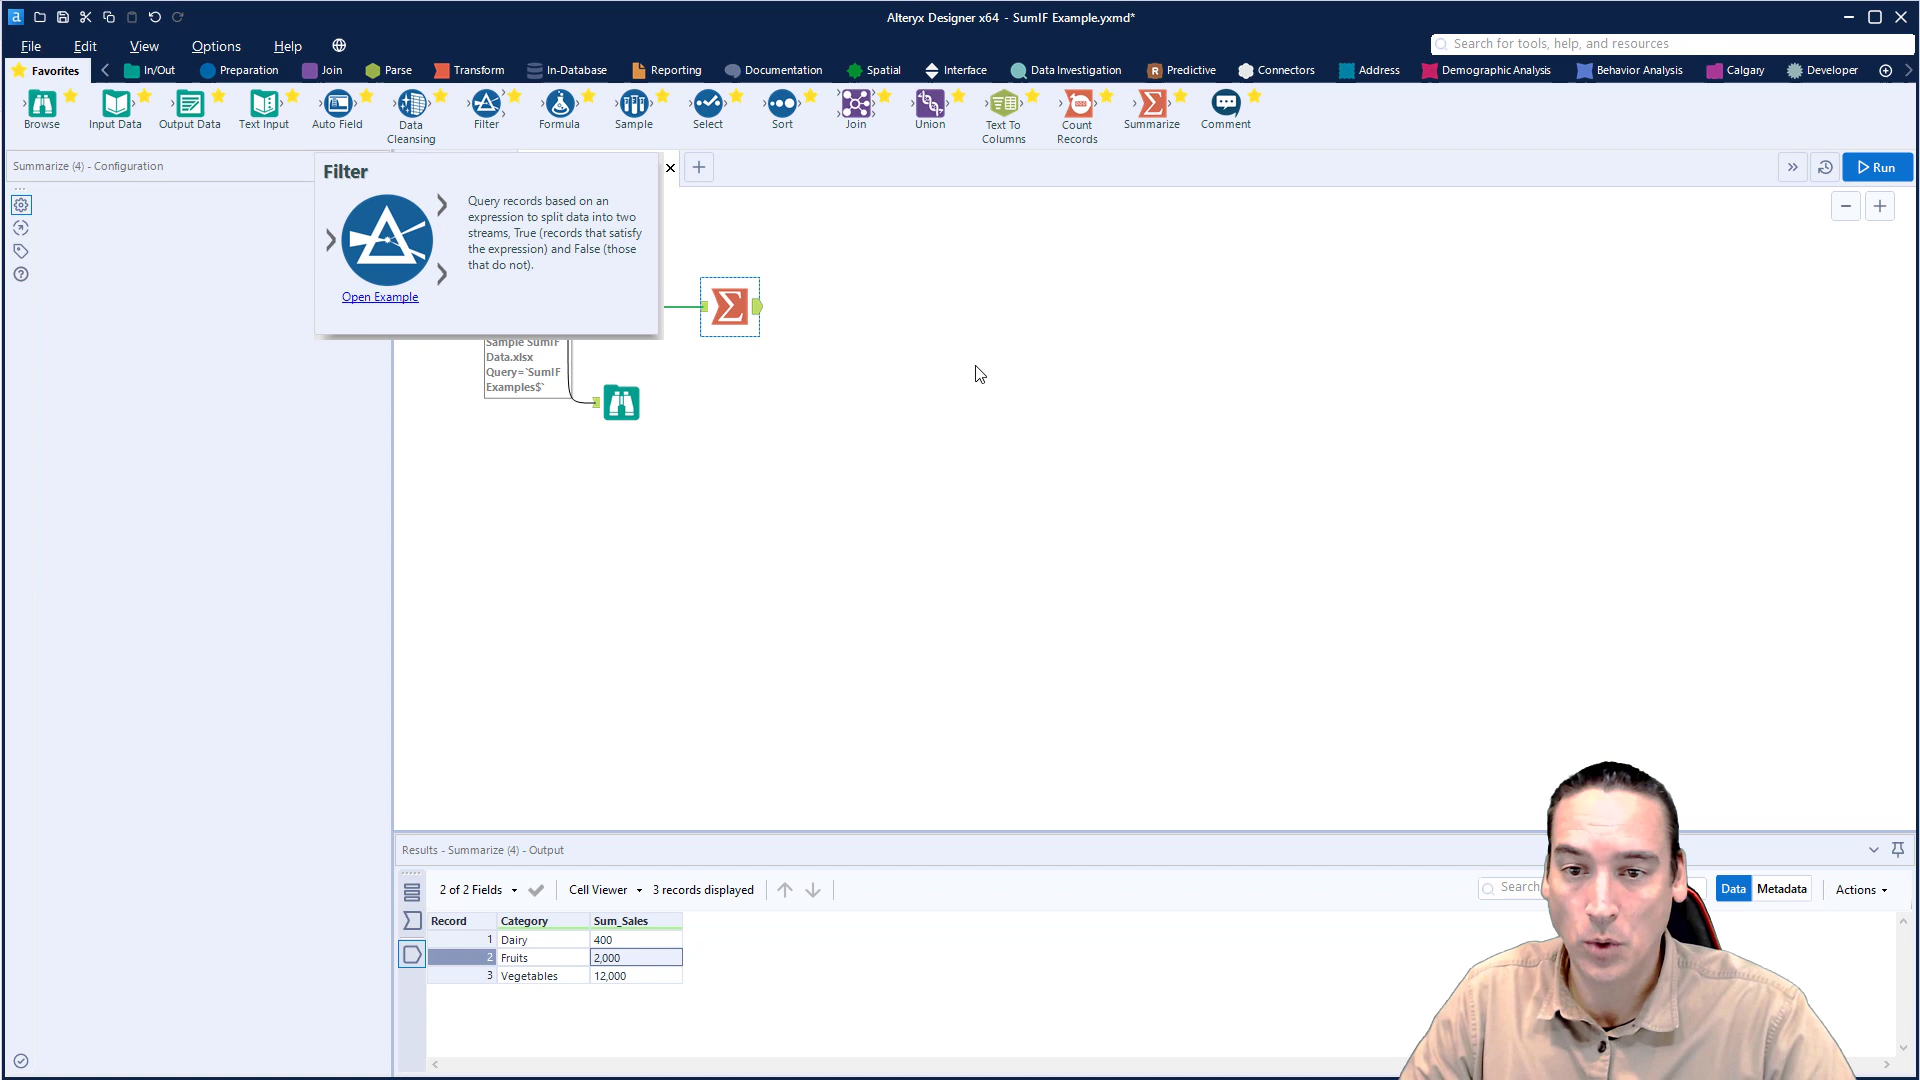 Alteryx Designer x64 - SumIF Example.yxmd*
File Edit View Options Help
Search for tools, help, and resources
Favorites In/Out Preparation Join Parse Transform In-Database Reporting Documentation Spatial Interface Data Investigation Predictive Connectors Address Demographic Analysis Behavior Analysis Calgary Developer
Browse Input Data Output Data Text Input Auto Field Data Cleansing Filter Formula Sample Select Sort Join Union Text To Columns Count Records Summarize Comment
Summarize (4) - Configuration
Run
Filter
Query records based on an
expression to split data into two
streams, True (records that satisfy
the expression) and False (those
that do not).
Open Example
Sample SumIF
Data.xlsx
Query=`SumIF
Examples$`
Results - Summarize (4) - Output
2 of 2 Fields Cell Viewer 3 records displayed Search Data Metadata Actions
Record Category Sum_Sales
1 Dairy 400
2 Fruits 2,000
3 Vegetables 12,000